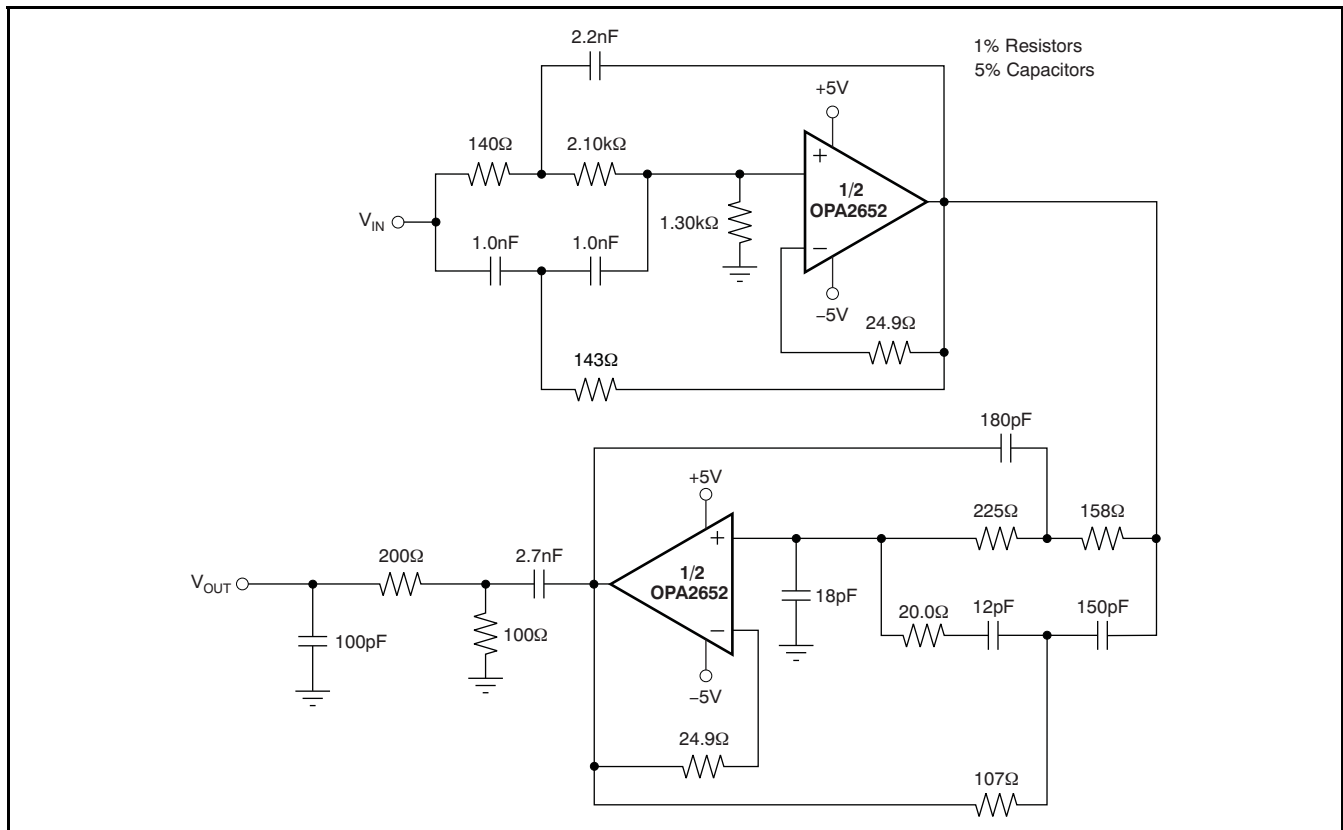 2.2nF
1% Resistors
5% Capacitors
+5V
140Ω
2.10kΩ
+
1/2
OPA2652
1.30kΩ
VIN
1.0nF
1.0nF
−
−5V
24.9Ω
143Ω
180pF
+5V
225Ω
158Ω
+
200Ω
2.7nF
1/2
OPA2652
VOUT
18pF
20.0Ω
12pF
150pF
−
100Ω
100pF
−5V
24.9Ω
107Ω